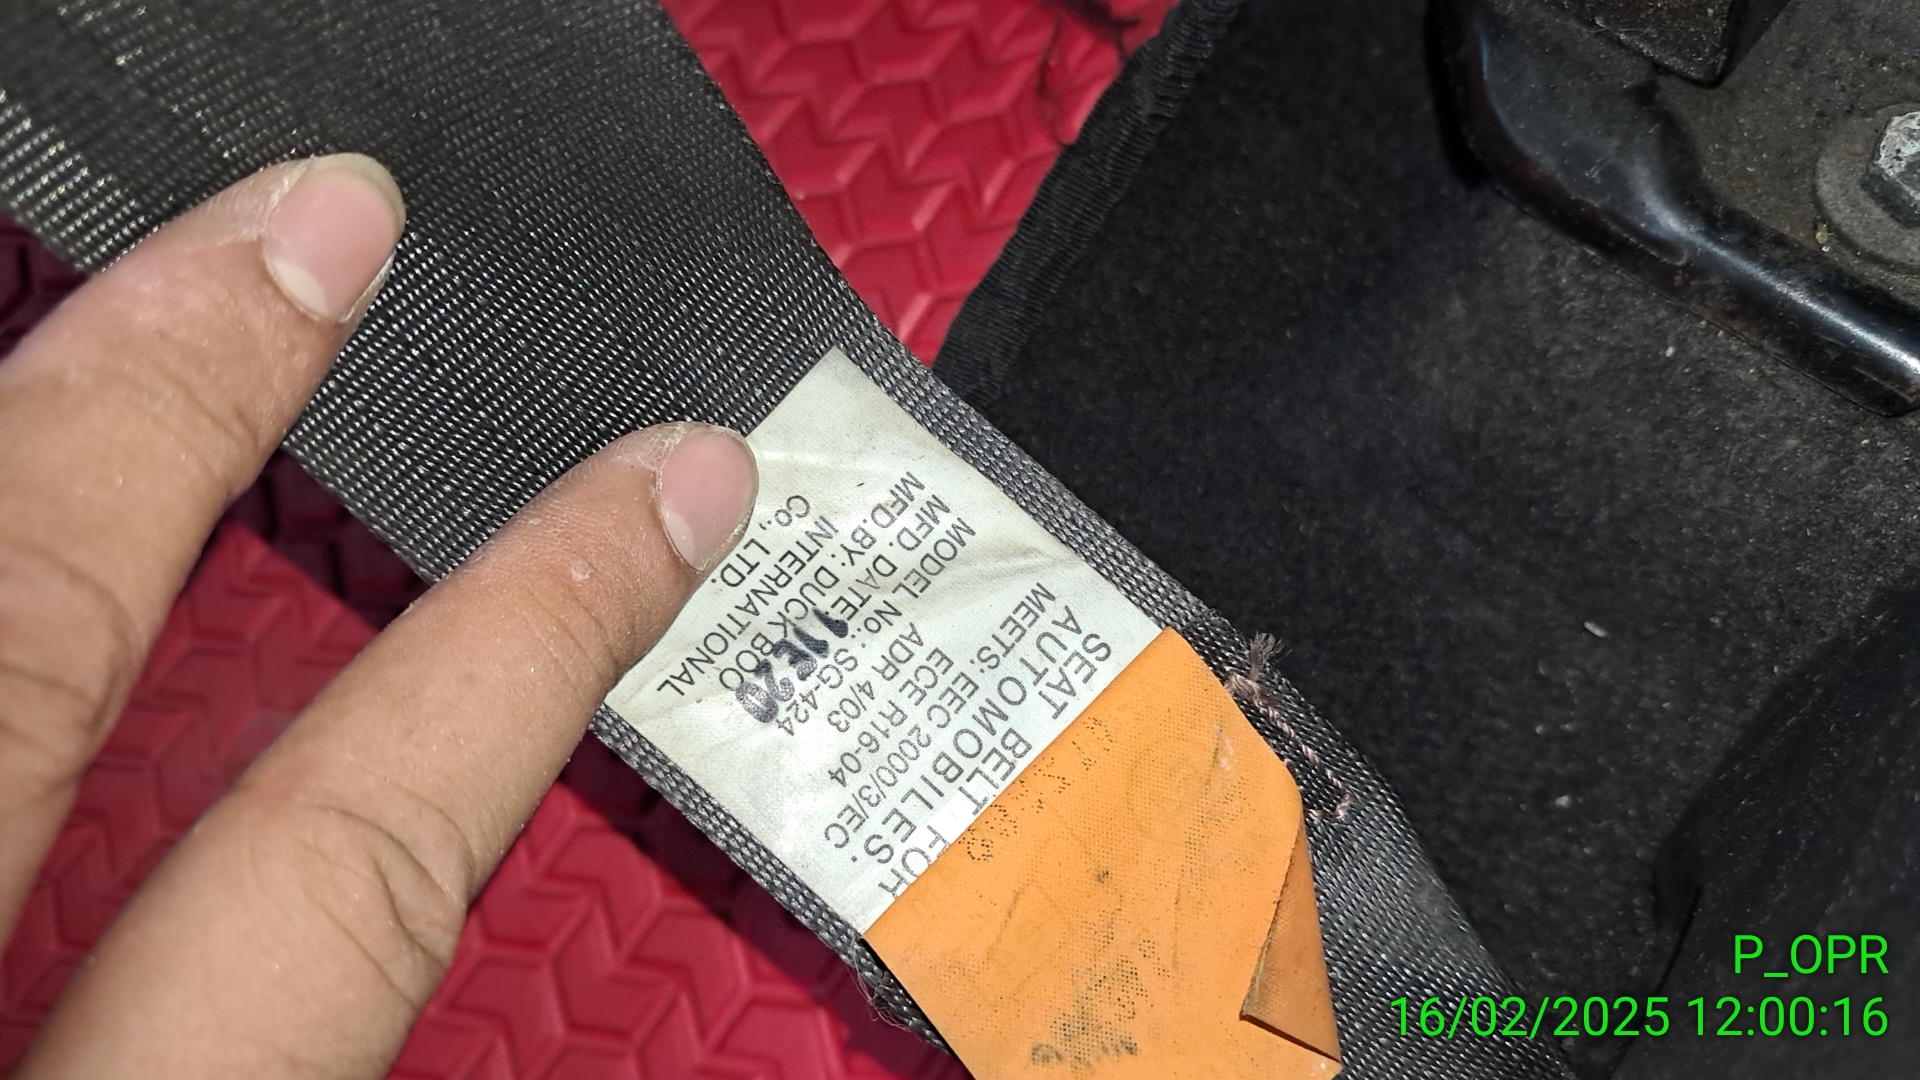 SEAT BELT FOR
AUTOMOBILES:
MEETS: EEC 2000/3/EC
ECE R16-04
ADR 4/03
MODEL No.: SG-424
MFD DATE:
MFD.BY: DUCK BOO
INTERNATIONAL
Co., LTD.
P_OPR
16/02/2025 12:00:16